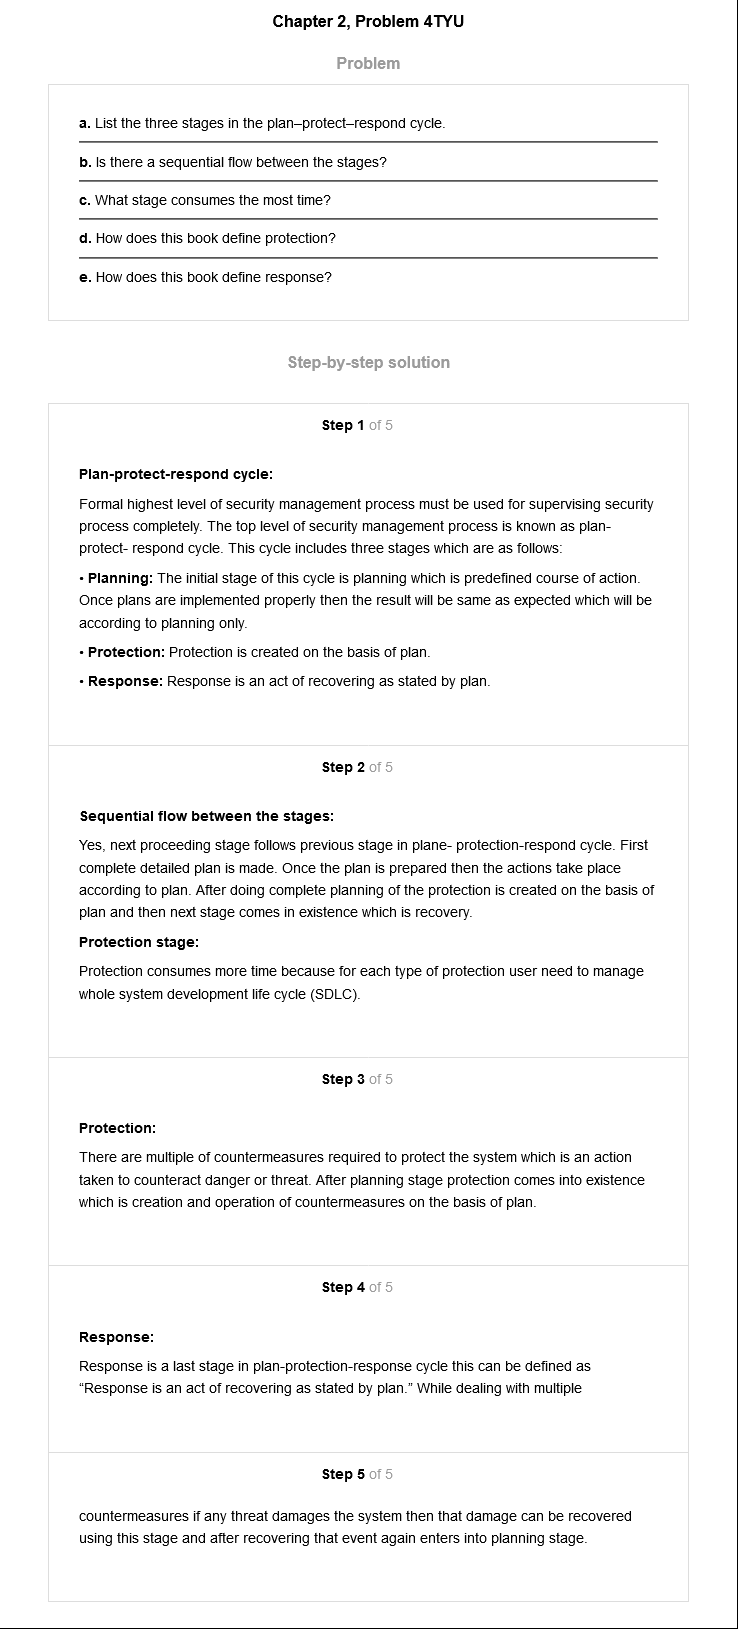 Chapter 2, Problem 4TYU
Problem
a. List the three stages in the plan–protect–respond cycle.
b. Is there a sequential flow between the stages?
c. What stage consumes the most time?
d. How does this book define protection?
e. How does this book define response?
Step-by-step solution
Step 1 of 5
Plan-protect-respond cycle:
Formal highest level of security management process must be used for supervising security
process completely. The top level of security management process is known as plan-
protect- respond cycle. This cycle includes three stages which are as follows:
• Planning: The initial stage of this cycle is planning which is predefined course of action.
Once plans are implemented properly then the result will be same as expected which will be
according to planning only.
• Protection: Protection is created on the basis of plan.
• Response: Response is an act of recovering as stated by plan.
Step 2 of 5
Sequential flow between the stages:
Yes, next proceeding stage follows previous stage in plane- protection-respond cycle. First
complete detailed plan is made. Once the plan is prepared then the actions take place
according to plan. After doing complete planning of the protection is created on the basis of
plan and then next stage comes in existence which is recovery.
Protection stage:
Protection consumes more time because for each type of protection user need to manage
whole system development life cycle (SDLC).
Step 3 of 5
Protection:
There are multiple of countermeasures required to protect the system which is an action
taken to counteract danger or threat. After planning stage protection comes into existence
which is creation and operation of countermeasures on the basis of plan.
Step 4 of 5
Response:
Response is a last stage in plan-protection-response cycle this can be defined as
“Response is an act of recovering as stated by plan.” While dealing with multiple
Step 5 of 5
countermeasures if any threat damages the system then that damage can be recovered
using this stage and after recovering that event again enters into planning stage.